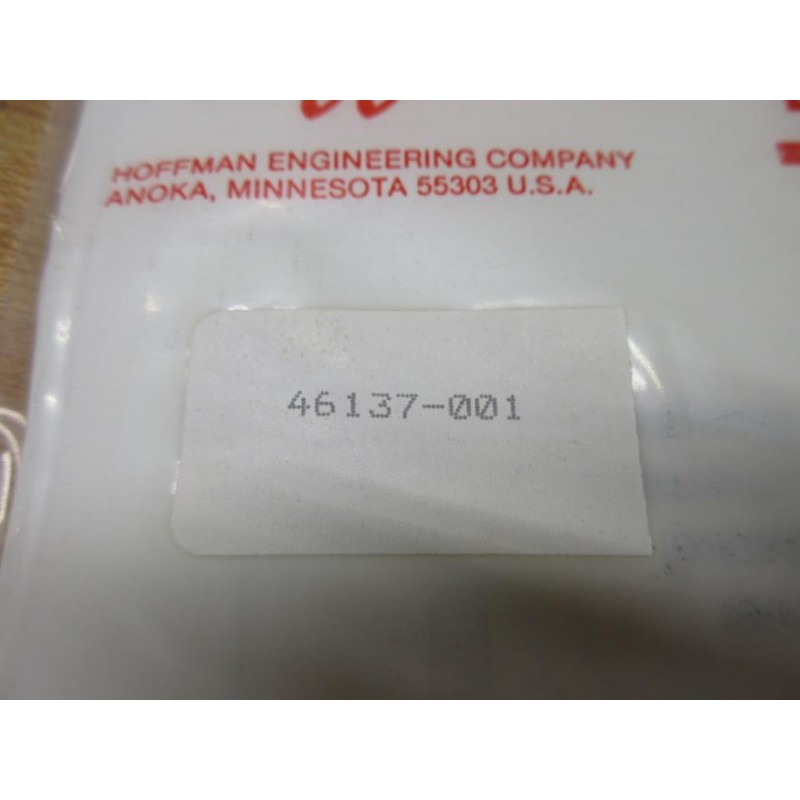 HOFFMAN ENGINEERING COMPANY
ANOKA, MINNESOTA 55303 U.S.A.
46137-001